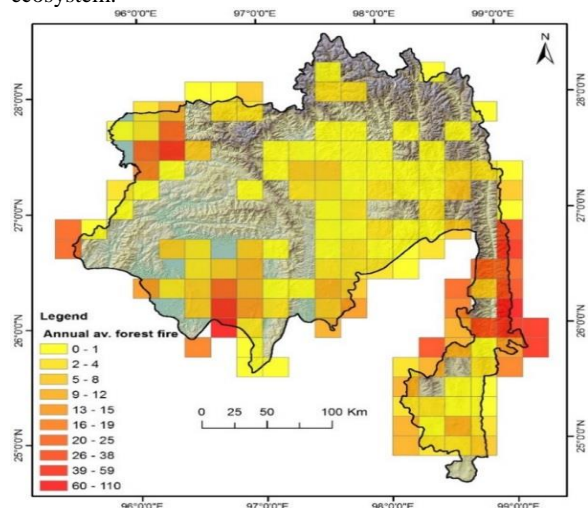 ecosystem.
96°0'0"E 97°0'0"E 98°0'0"E 99°0'0"E
N
28°0'0"N 28°0'0"N
27°0'0"N 27°0'0"N
26°0'0"N 26°0'0"N
25°0'0"N 25°0'0"N
Legend
Annual av. forest fire
0 - 1
2 - 4
5 - 8
9 - 12
13 - 15
16 - 19
20 - 25
26 - 38
39 - 59
60 - 110
0 25 50 100 Km
96°0'0"E 97°0'0"E 98°0'0"E 99°0'0"E